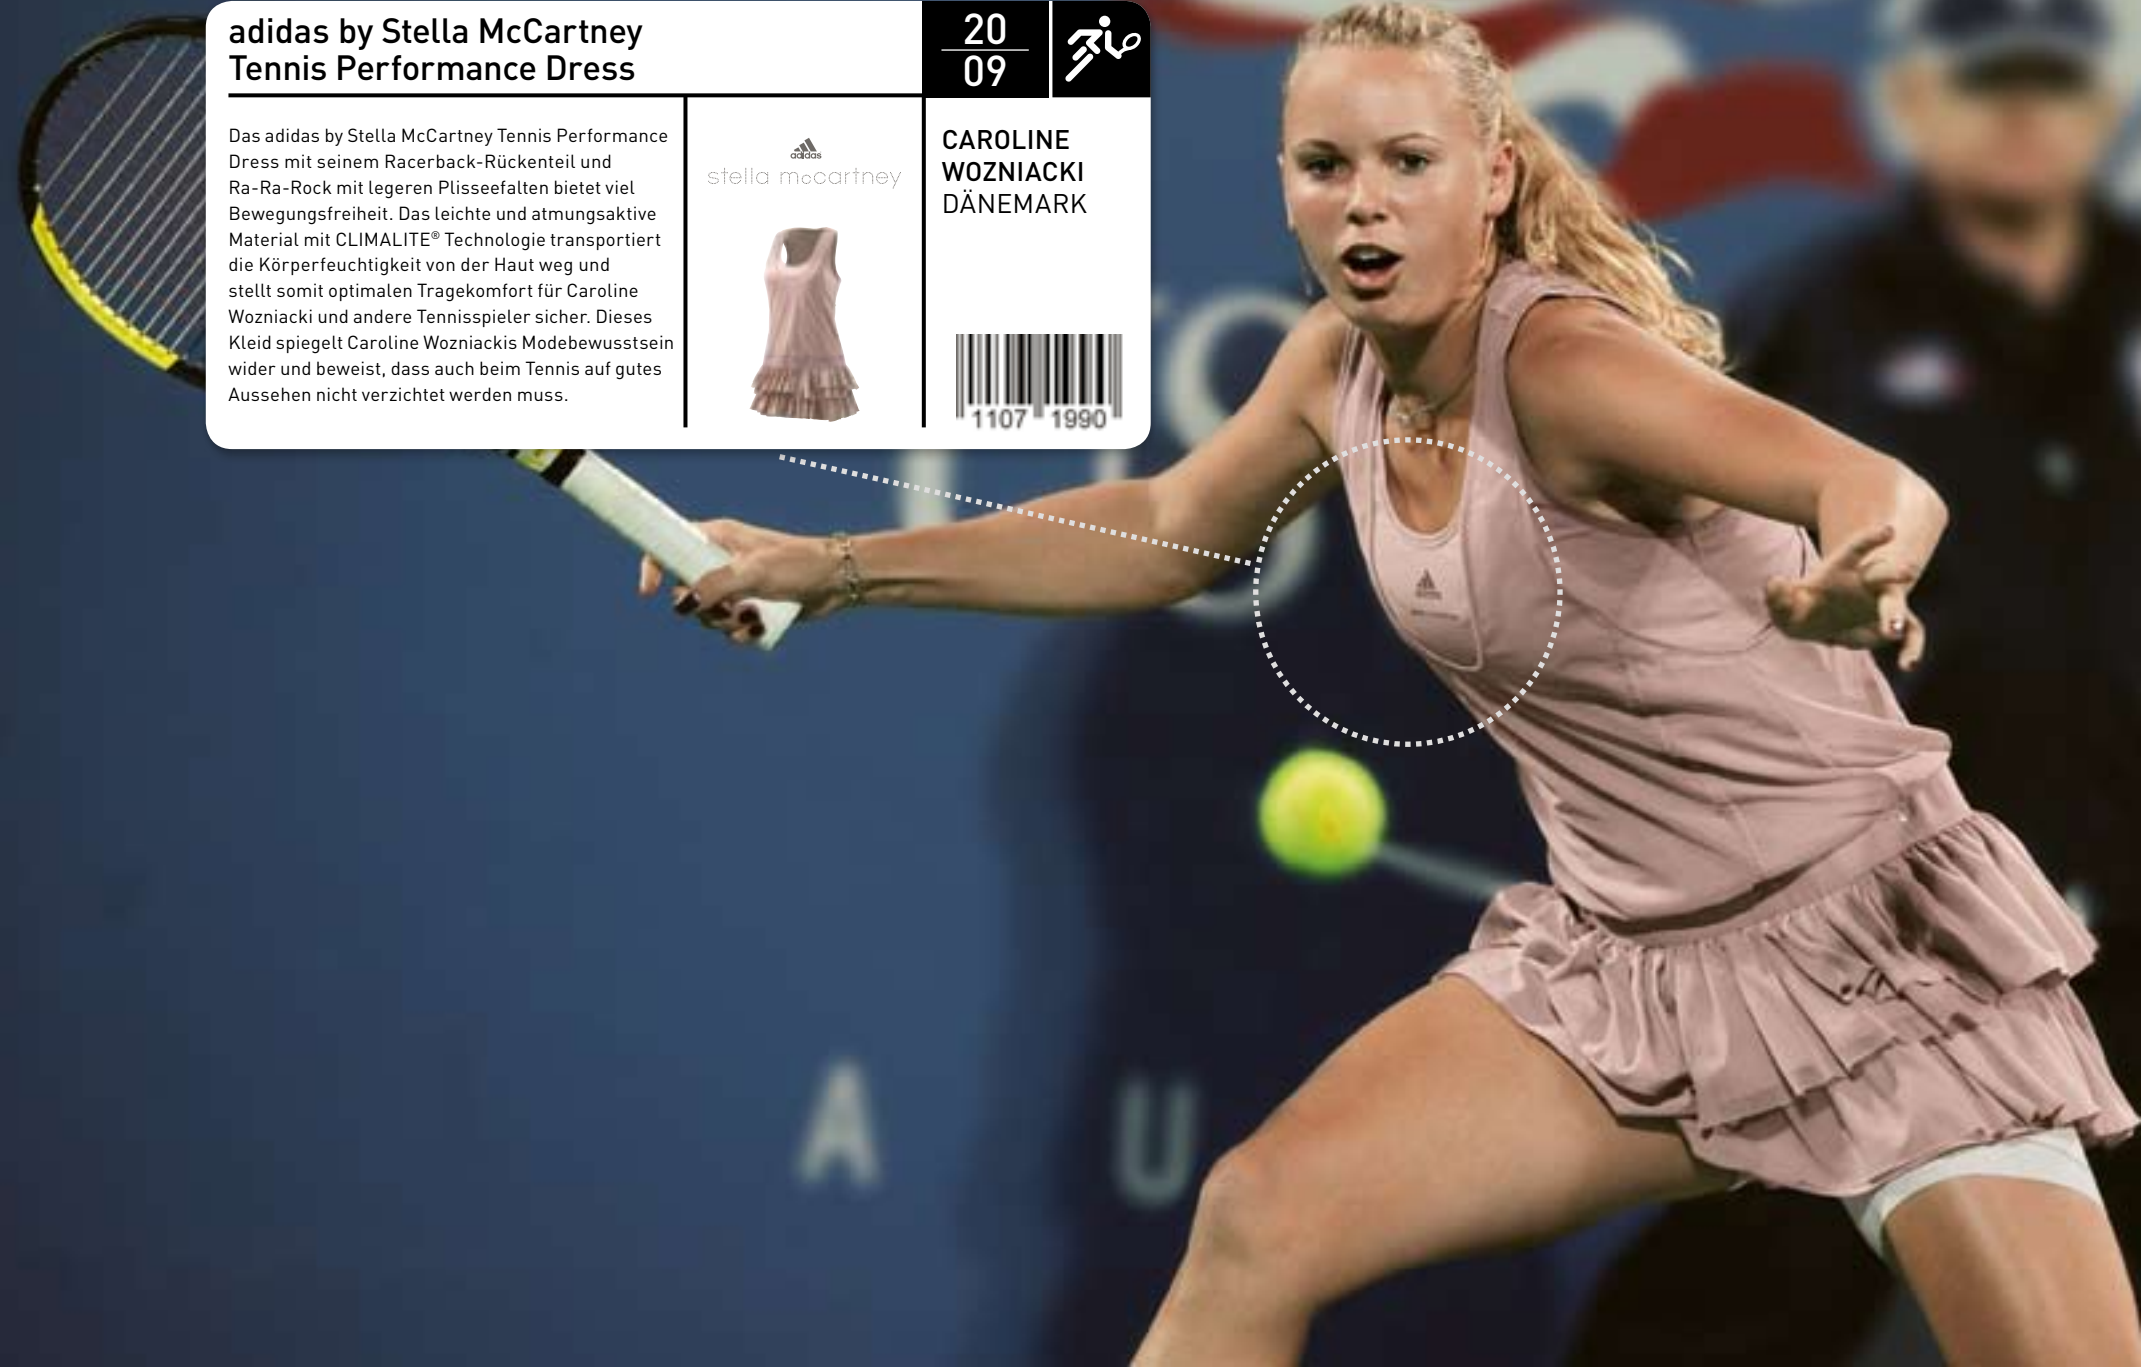 adidas by Stella McCartney
Tennis Performance Dress
20
09
Das adidas by Stella McCartney Tennis Performance
Dress mit seinem Racerback-Rückenteil und
Ra-Ra-Rock mit legeren Plisseefalten bietet viel
Bewegungsfreiheit. Das leichte und atmungsaktive
Material mit CLIMALITE® Technologie transportiert
die Körperfeuchtigkeit von der Haut weg und
stellt somit optimalen Tragekomfort für Caroline
Wozniacki und andere Tennisspieler sicher. Dieses
Kleid spiegelt Caroline Wozniackis Modebewusstsein
wider und beweist, dass auch beim Tennis auf gutes
Aussehen nicht verzichtet werden muss.
adidas
stella mccartney
CAROLINE
WOZNIACKI
DÄNEMARK
1107 1990
A U